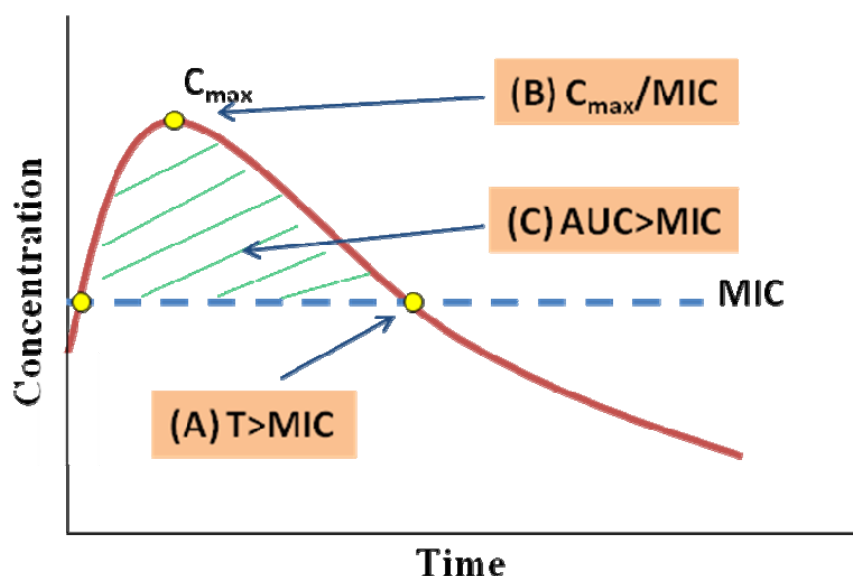 Cmax
(B) Cmax/MIC
(C) AUC>MIC
MIC
(A) T>MIC
Concentration
Time